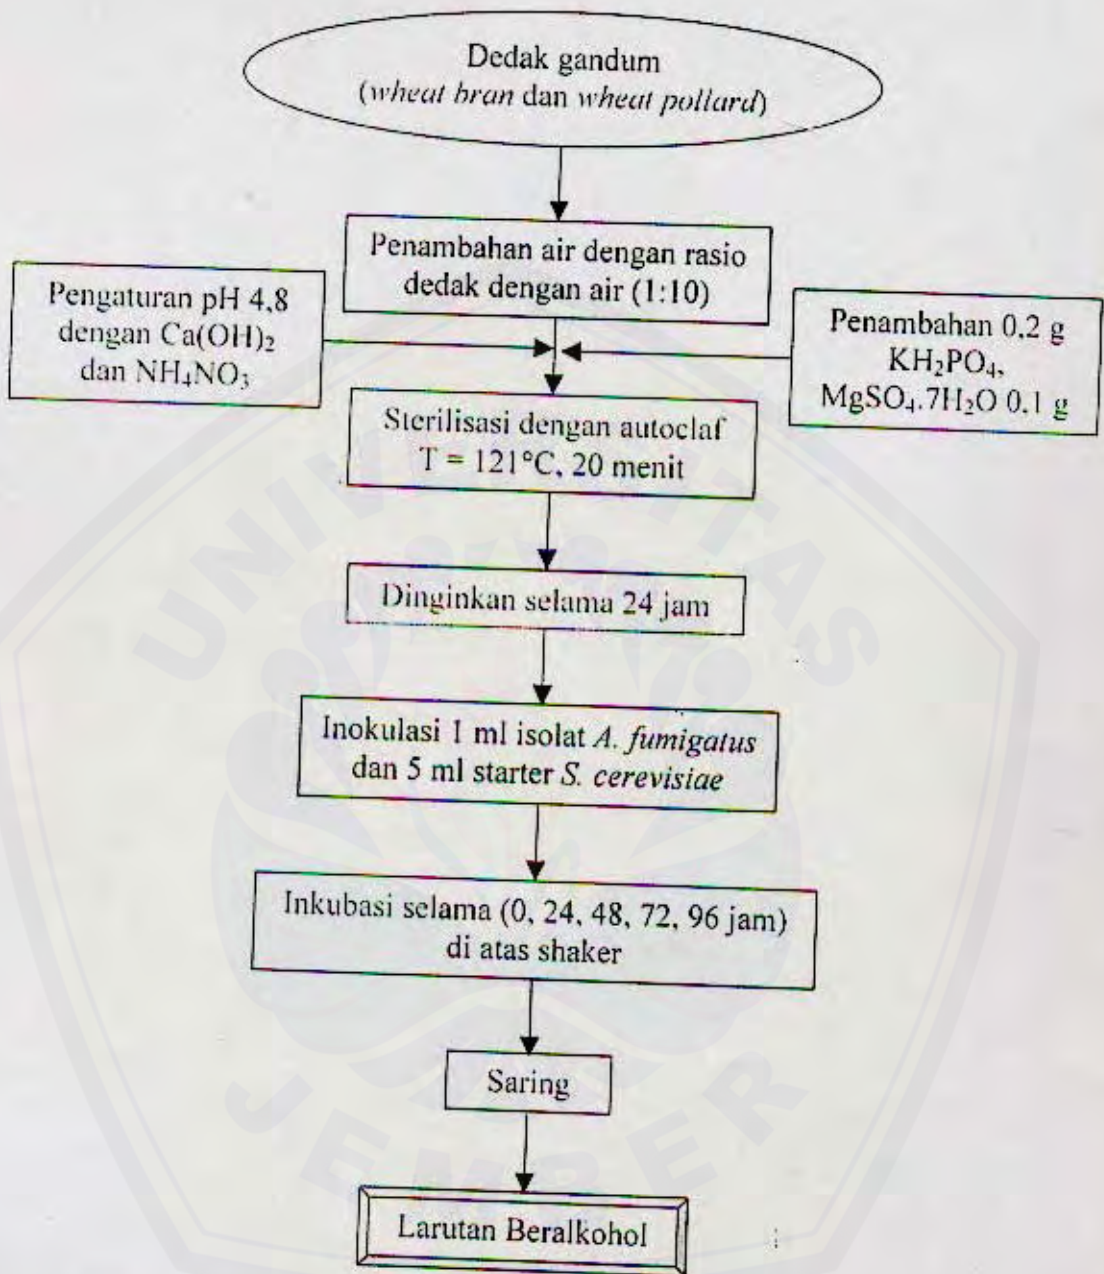 Dedak gandum
(wheat bran dan wheat pollard)
Penambahan air dengan rasio
dedak dengan air (1:10)
Pengaturan pH 4,8
dengan Ca(OH)₂
dan NH₄NO₃
Penambahan 0,2 g
KH₂PO₄,
MgSO₄.7H₂O 0,1 g
Sterilisasi dengan autoclaf
T = 121°C, 20 menit
Dinginkan selama 24 jam
Inokulasi 1 ml isolat A. fumigatus
dan 5 ml starter S. cerevisiae
Inkubasi selama (0, 24, 48, 72, 96 jam)
di atas shaker
Saring
Larutan Beralkohol
UNIVERSITAS
JEMBER